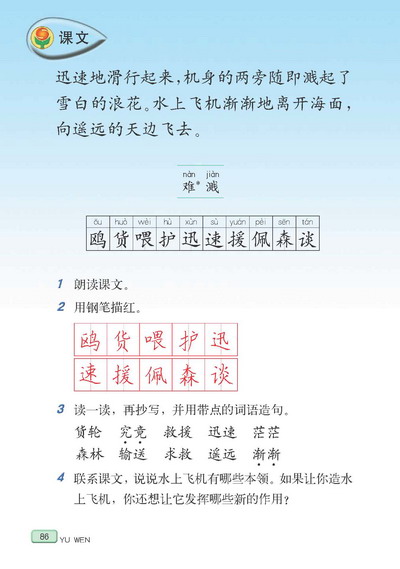 课文
迅速地滑行起来，机身的两旁随即溅起了
雪白的浪花。水上飞机渐渐地离开海面，
向遥远的天边飞去。
nàn jiàn
难* 溅
ōu huò wèi hù xùn sù yuán pèi sēn tán
鸥 货 喂 护 迅 速 援 佩 森 谈
1 朗读课文。
2 用钢笔描红。
鸥 货 喂 护 迅
速 援 佩 森 谈
3 读一读，再抄写，并用带点的词语造句。
货轮 究竟 救援 迅速 茫茫
森林 输送 求救 遥远 渐渐
4 联系课文，说说水上飞机有哪些本领。如果让你造水
上飞机，你还想让它发挥哪些新的作用？
86 YU WEN